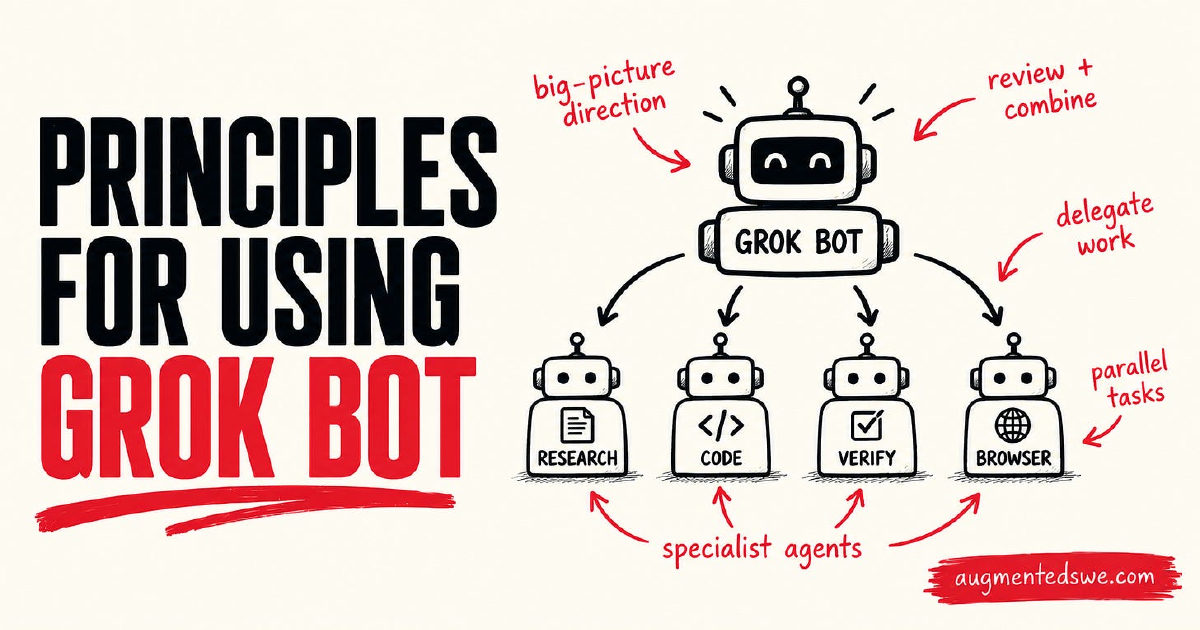 PRINCIPLES
FOR USING
GROK BOT
big-picture
direction
review +
combine
GROK BOT
delegate
work
parallel
tasks
RESEARCH
</>
CODE
VERIFY
BROWSER
specialist agents
augmentedswe.com